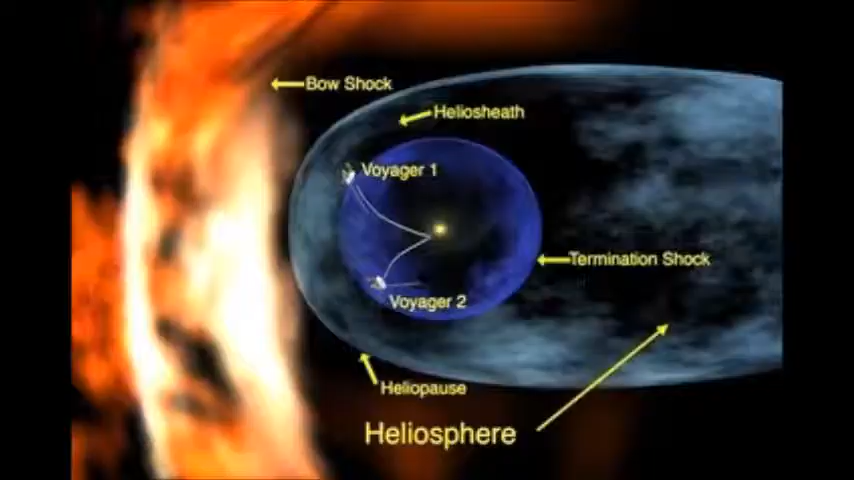 Bow Shock
Heliosheath
Voyager 1
Termination Shock
Voyager 2
Heliopause
Heliosphere